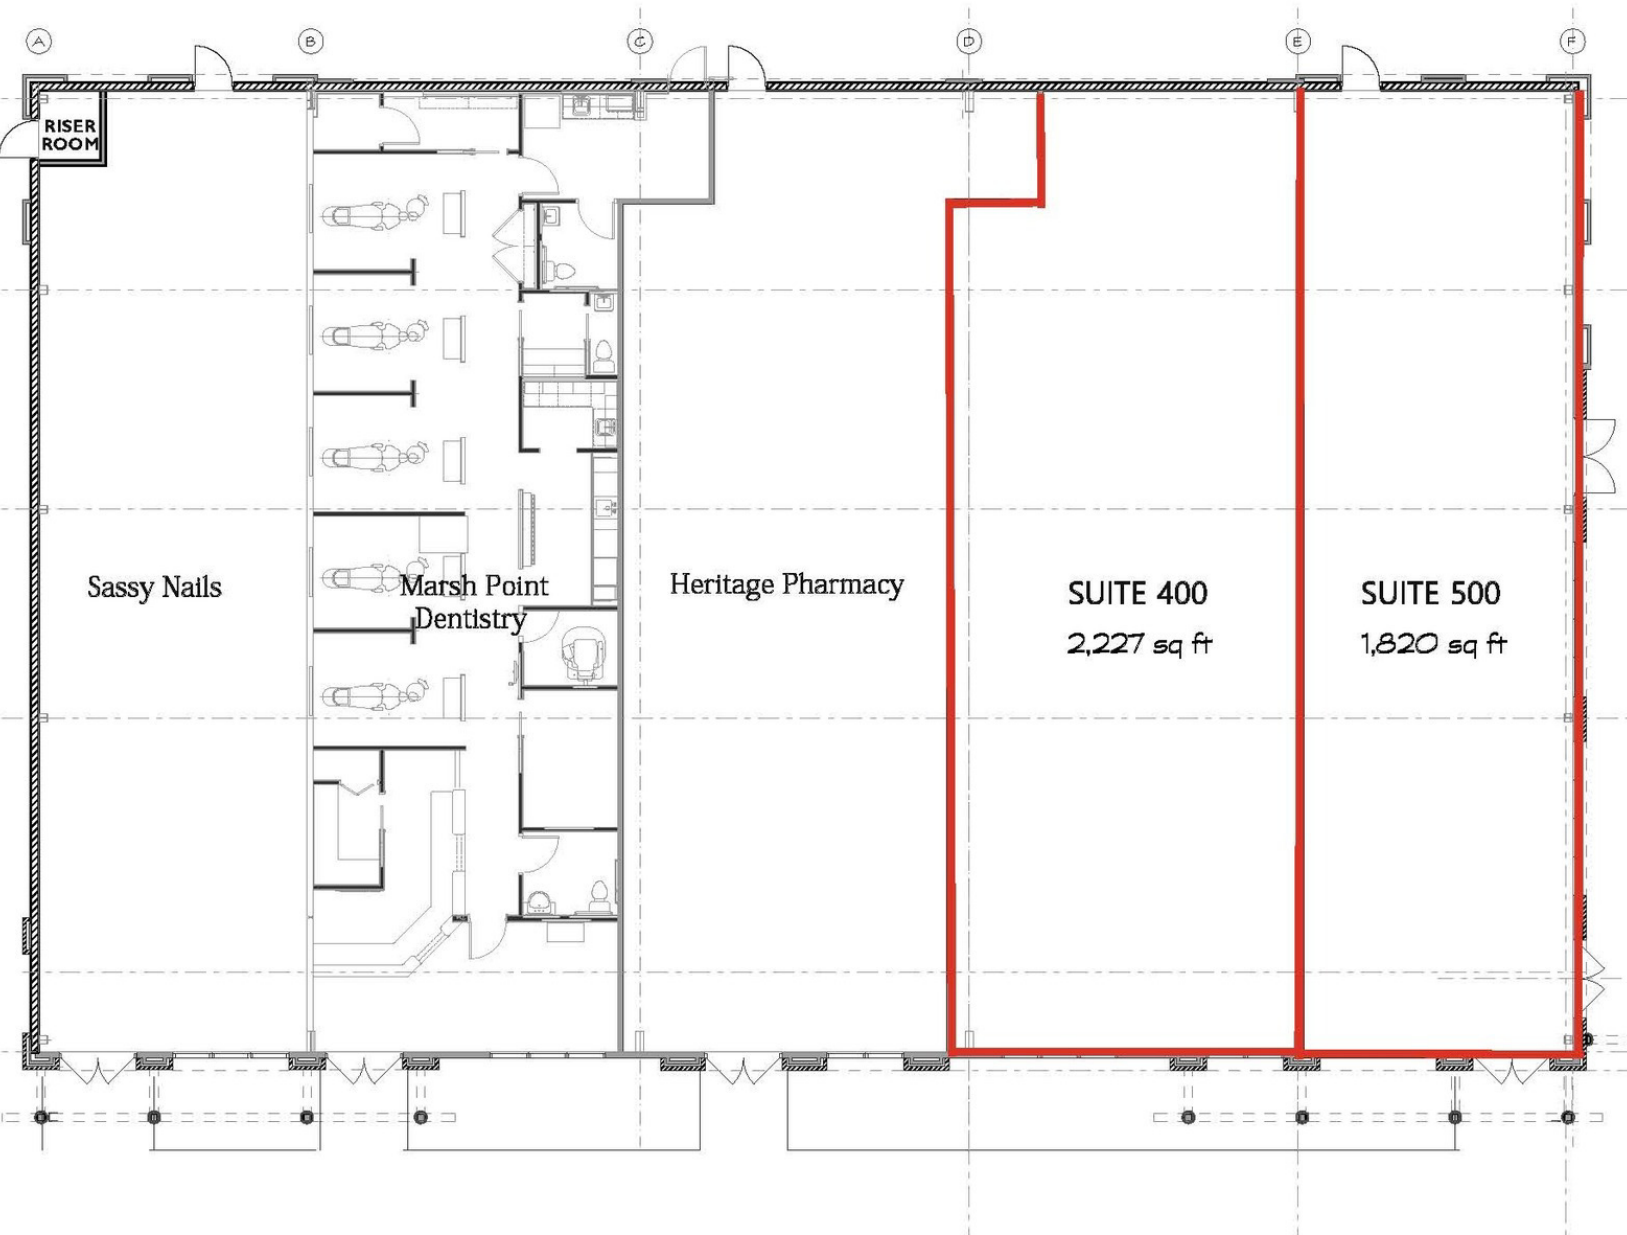 A B C D E F
RISER
ROOM
Sassy Nails
Marsh Point
Dentistry
Heritage Pharmacy
SUITE 400
2,227 sq ft
SUITE 500
1,820 sq ft